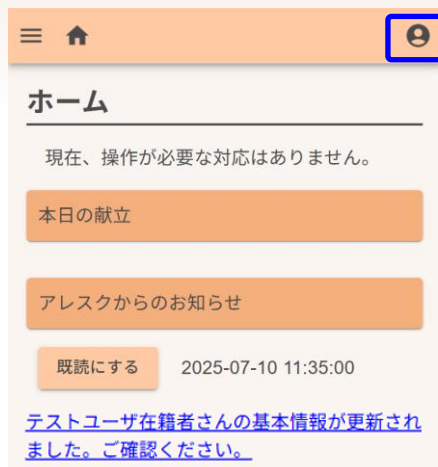 ホーム
現在、操作が必要な対応はありません。
本日の献立
アレスクからのお知らせ
既読にする 2025-07-10 11:35:00
テストユーザ在籍者さんの基本情報が更新され
ました。ご確認ください。